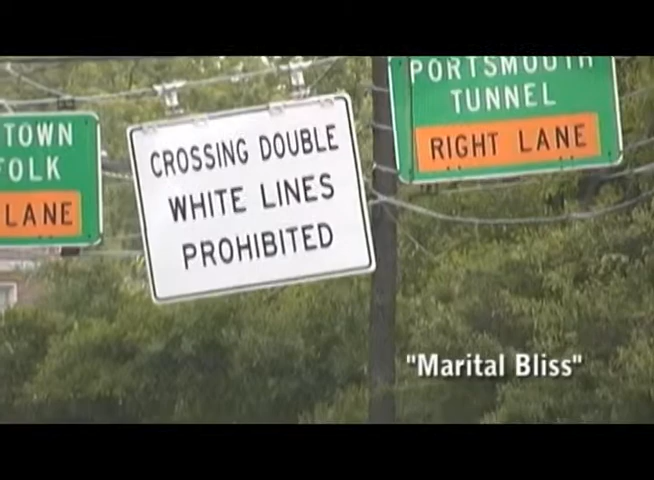 TOWN
FOLK
LANE
CROSSING DOUBLE
WHITE LINES
PROHIBITED
PORTSMOUTH
TUNNEL
RIGHT LANE
"Marital Bliss"